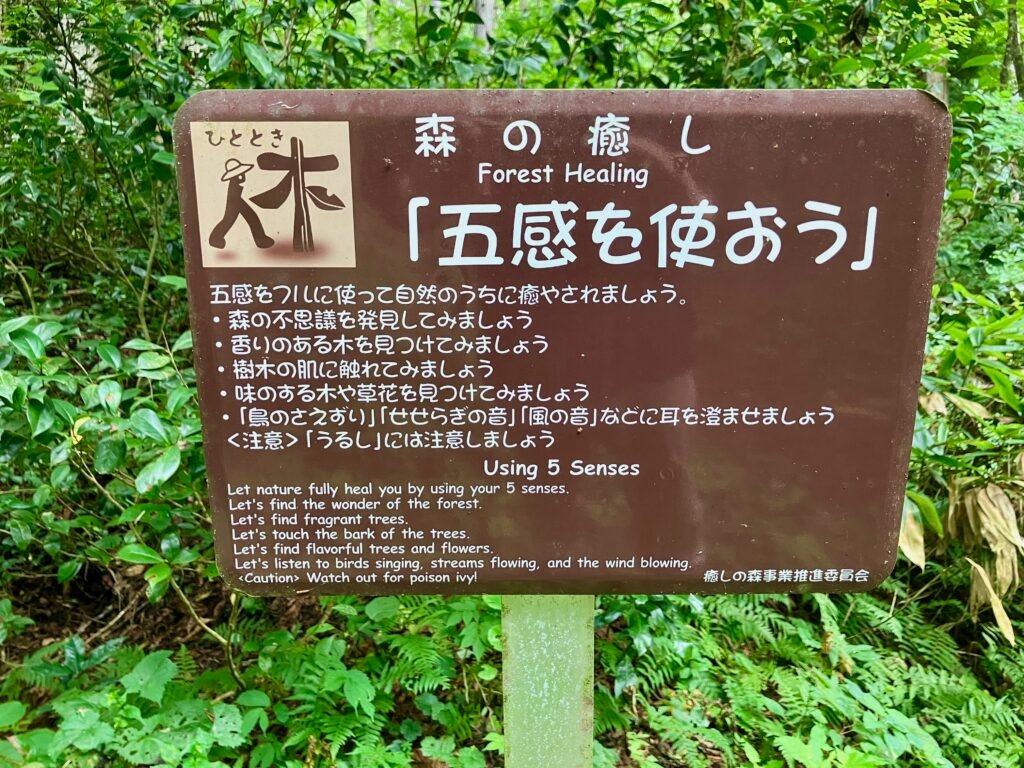 ひととき
森の癒し
Forest Healing
「五感を使おう」
五感をフルに使って自然のうちに癒やされましょう。
・森の不思議を発見してみましょう
・香りのある木を見つけてみましょう
・樹木の肌に触れてみましょう
・味のする木や草花を見つけてみましょう
・「鳥のさえずり」「せせらぎの音」「風の音」などに耳を澄ませましょう
<注意>「うるし」には注意しましょう
Using 5 Senses
Let nature fully heal you by using your 5 senses.
Let's find the wonder of the forest.
Let's find fragrant trees.
Let's touch the bark of the trees.
Let's find flavorful trees and flowers.
Let's listen to birds singing, streams flowing, and the wind blowing.
<Caution> Watch out for poison ivy!
癒しの森事業推進委員会